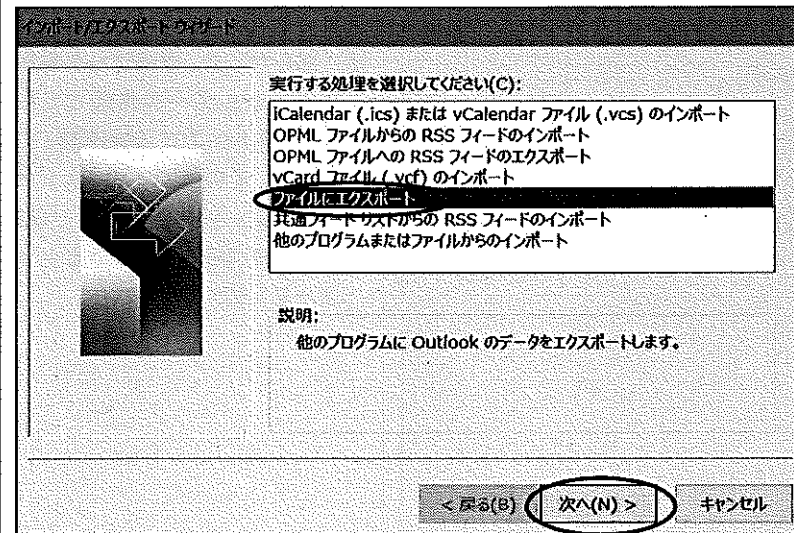 インポート/エクスポート ウィザード
実行する処理を選択してください(C):
iCalendar (.ics) または vCalendar ファイル (.vcs) のインポート
OPML ファイルからの RSS フィードのインポート
OPML ファイルへの RSS フィードのエクスポート
vCard ファイル (.vcf) のインポート
ファイルにエクスポート
共通フィード リストからの RSS フィードのインポート
他のプログラムまたはファイルからのインポート
説明:
他のプログラムに Outlook のデータをエクスポートします。
< 戻る(B) 次へ(N) > キャンセル